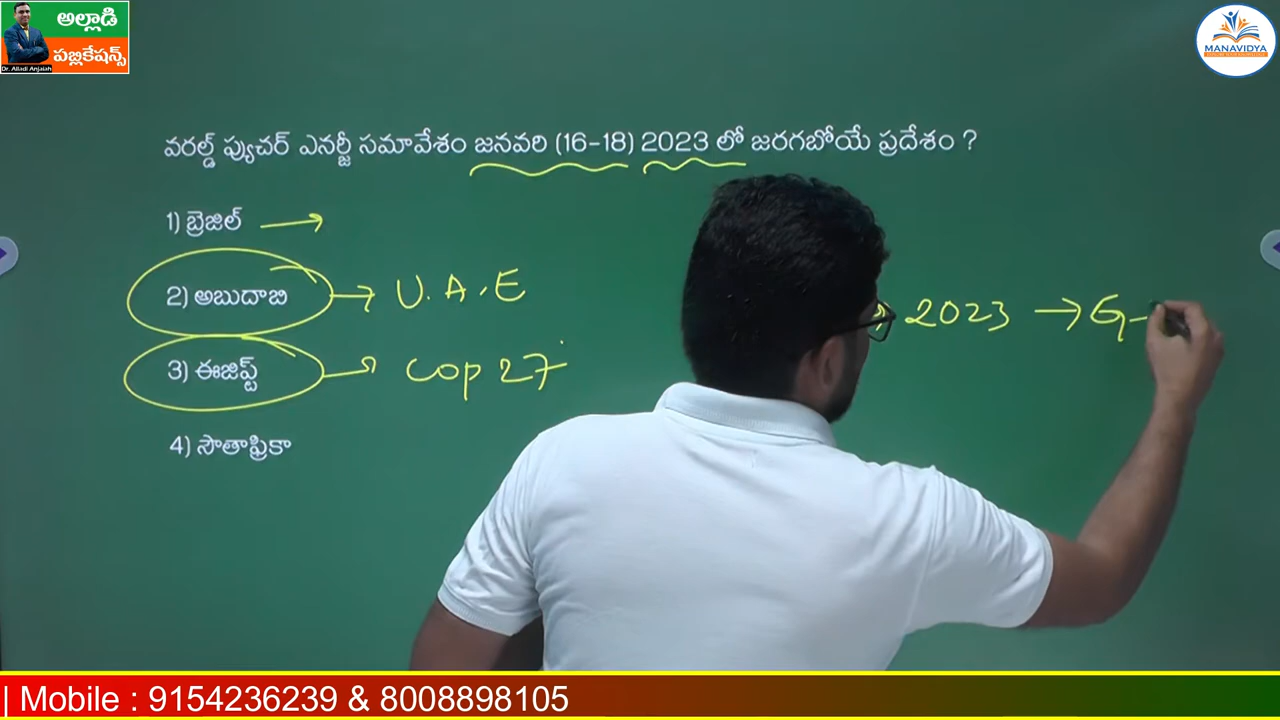 అల్లాడి
పబ్లికేషన్స్
Dr. Alladi Anjaiah
MANAVIDYA
వరల్డ్ ప్యుచర్ ఎనర్జీ సమావేశం జనవరి (16-18) 2023 లో జరగబోయే ప్రదేశం ?
1) బ్రెజిల్ →
2) అబుదాబి → U.A.E
→ 2023 → G-
3) ఈజిప్ట్ → Cop 27
4) సౌతాఫ్రికా
| Mobile : 9154236239 & 8008898105